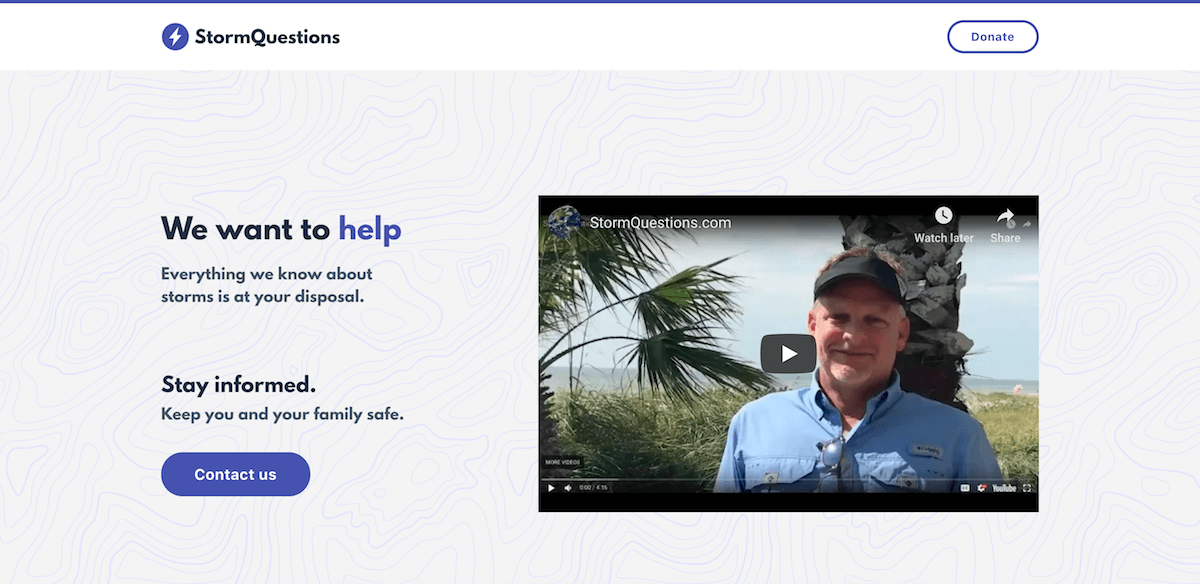 StormQuestions
Donate
We want to help
Everything we know about
storms is at your disposal.
Stay informed.
Keep you and your family safe.
Contact us
StormQuestions.com
Watch later
Share
MORE VIDEOS
0:00 / 4:15
YouTube